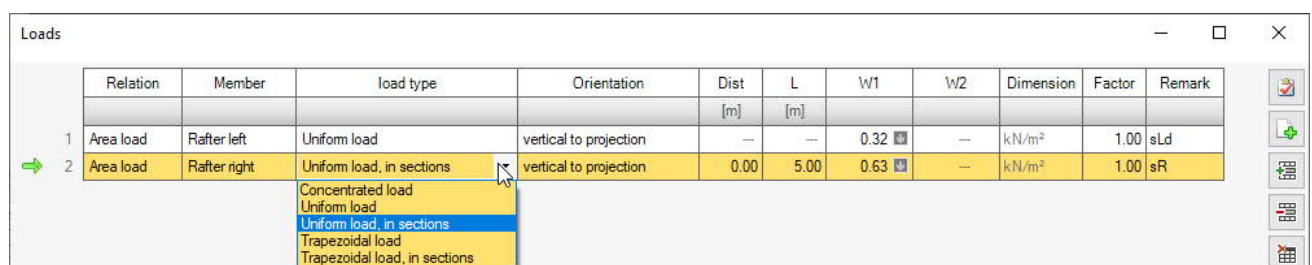 Loads
Relation Member load type Orientation Dist L W1 W2 Dimension Factor Remark
[m] [m]
1 Area load Rafter left Uniform load vertical to projection --- --- 0.32 --- kN/m² 1.00 sLd
2 Area load Rafter right Uniform load, in sections vertical to projection 0.00 5.00 0.63 --- kN/m² 1.00 sR
Concentrated load
Uniform load
Uniform load, in sections
Trapezoidal load
Trapezoidal load, in sections